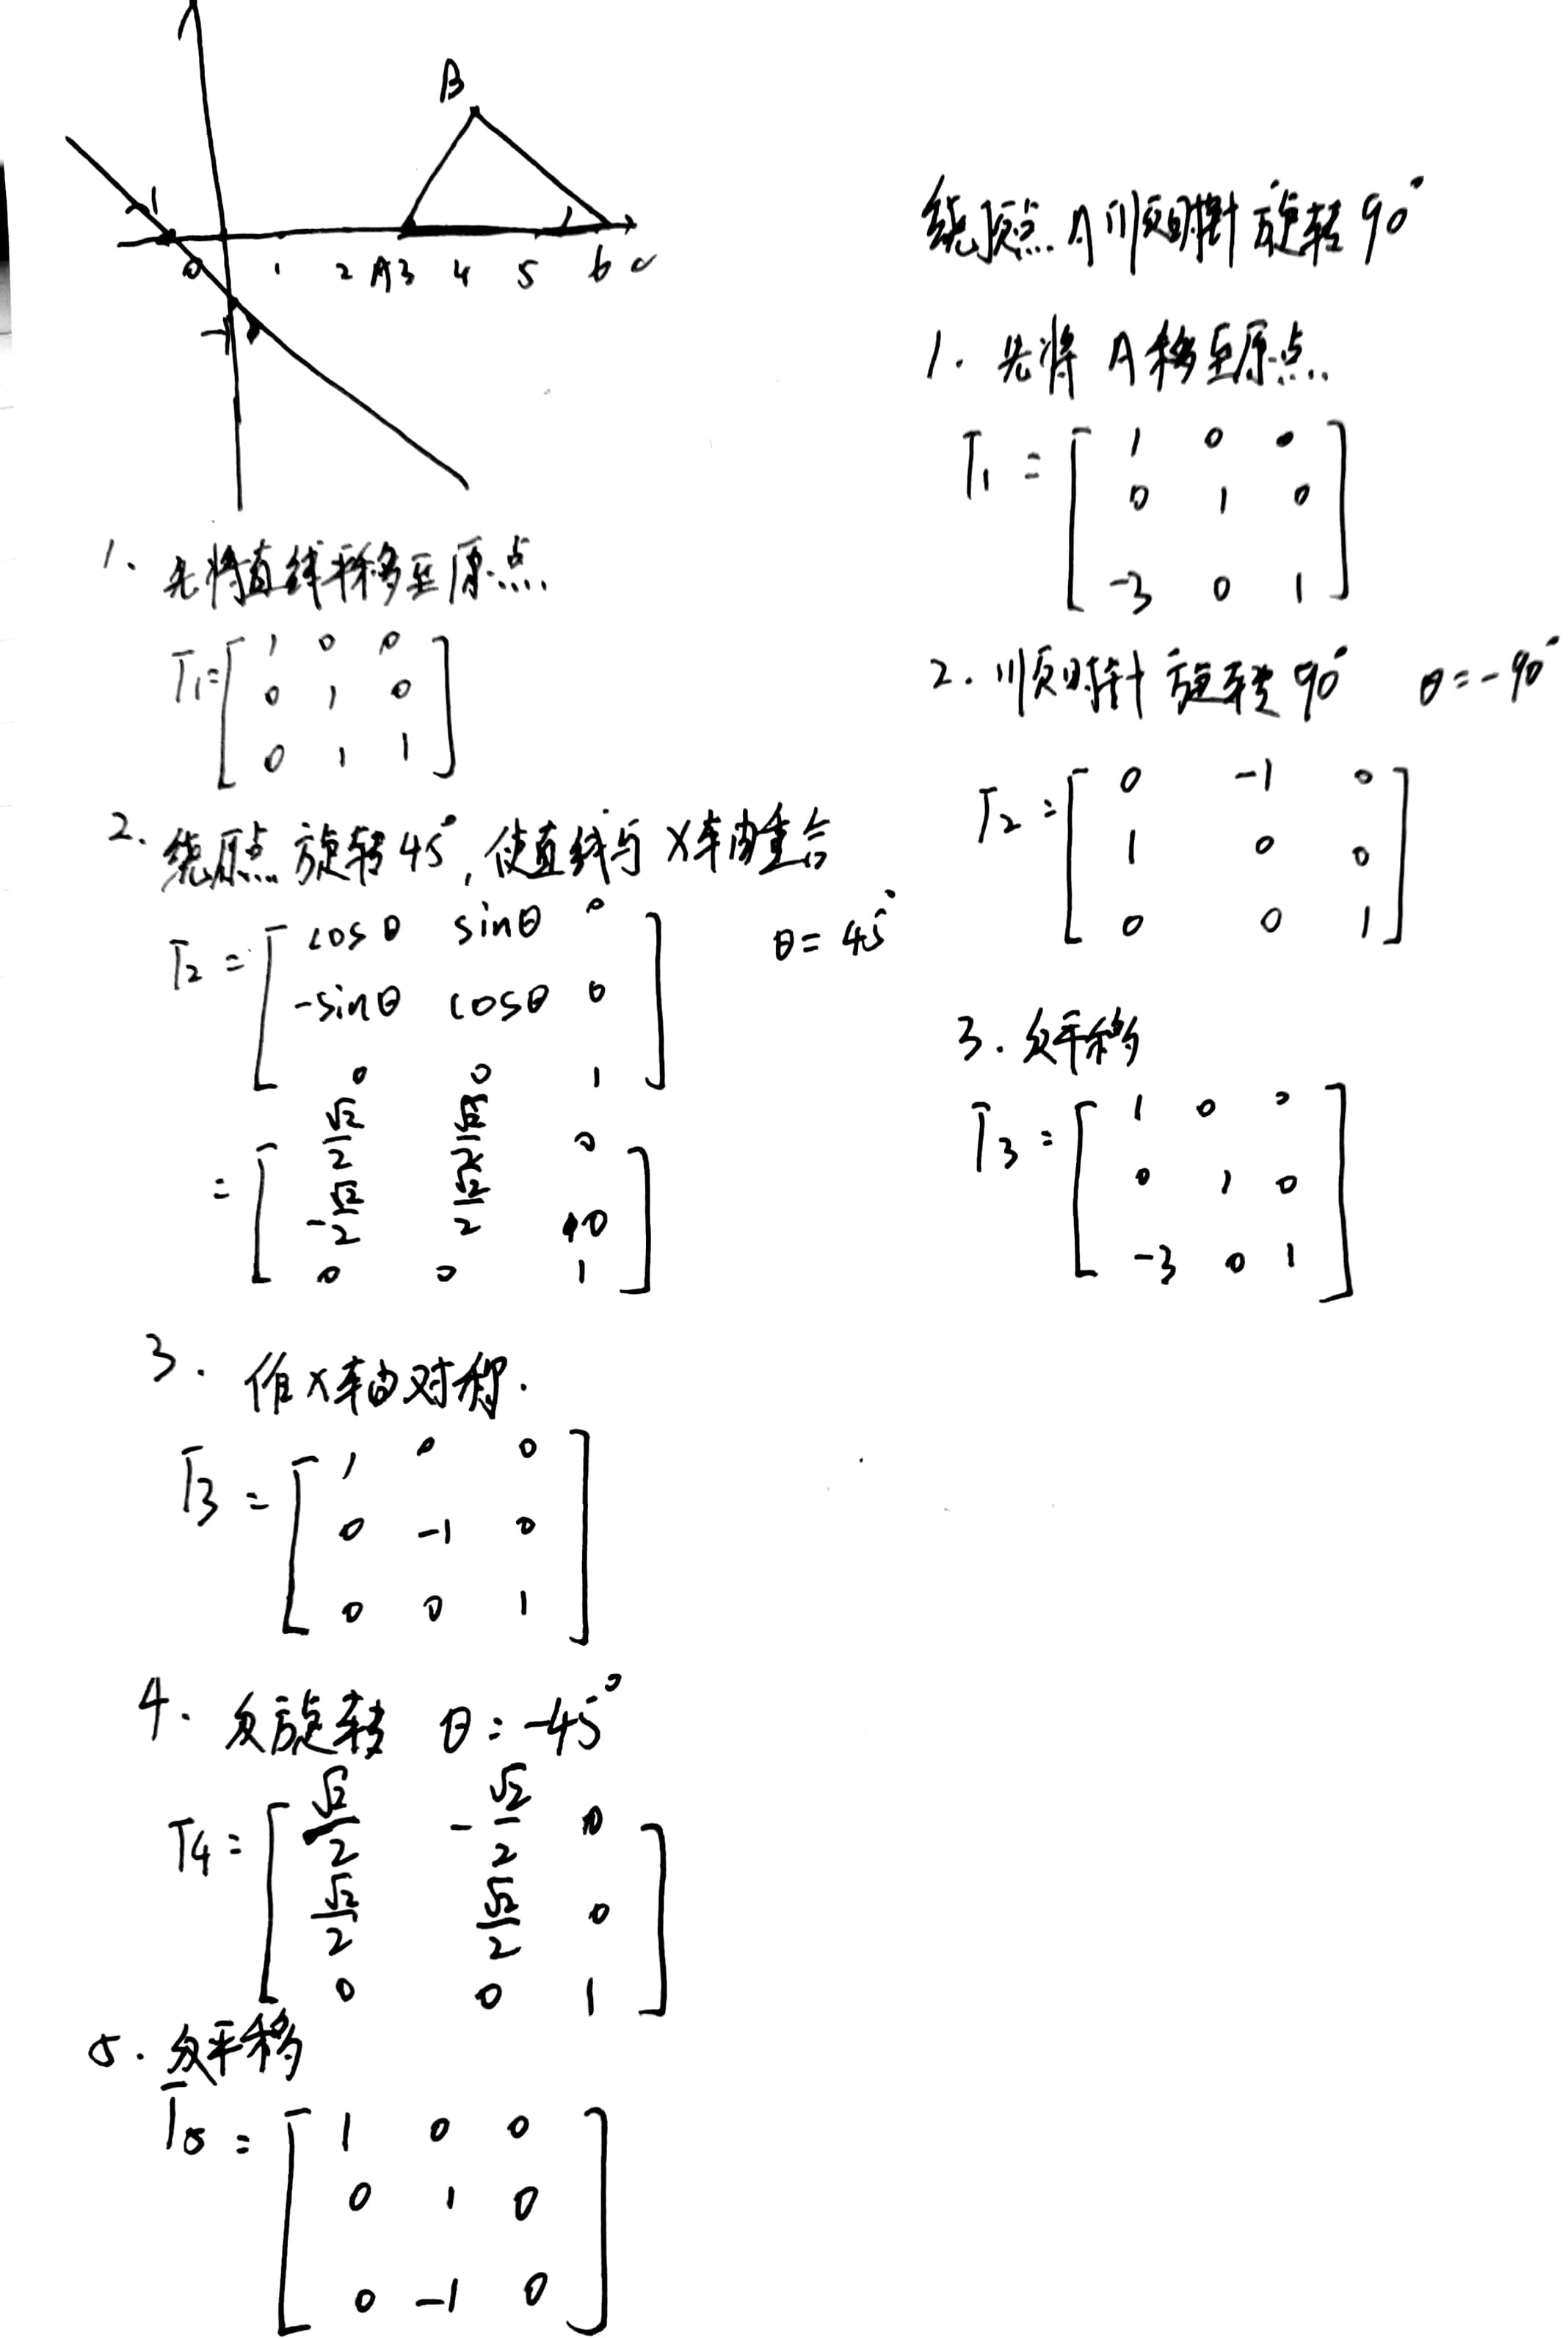 B
-1
0 1 2 A3 4 5 6 C
-1
1. 先将直线平移至原点.
T1=[ 1 0 0
0 1 0
0 1 1 ]
2. 绕原点旋转45°,使直线与X轴重合
T2 = [ cosθ sinθ 0
-sinθ cosθ 0
0 0 1 ] θ=45°
= [ √2/2 √2/2 0
-√2/2 √2/2 0
0 0 1 ]
3. 作X轴对称.
T3 = [ 1 0 0
0 -1 0
0 0 1 ]
4. 反旋转 θ=-45°
T4= [ √2/2 -√2/2 0
√2/2 √2/2 0
0 0 1 ]
5. 反平移
T5 = [ 1 0 0
0 1 0
0 -1 0 ]
绕顶点A顺时针旋转90°
1. 先将A移至原点.
T1 = [ 1 0 0
0 1 0
-3 0 1 ]
2. 顺时针旋转90° θ=-90°
T2= [ 0 -1 0
1 0 0
0 0 1 ]
3. 反平移
T3= [ 1 0 0
0 1 0
-3 0 1 ]